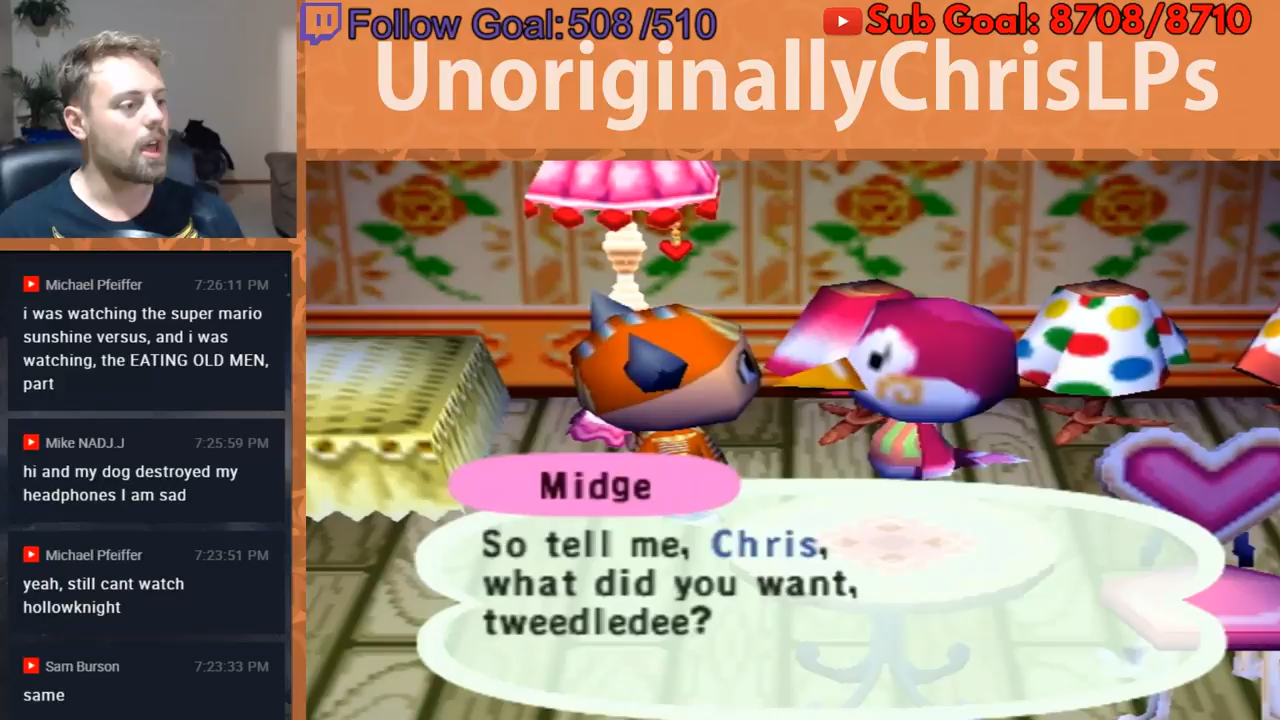 Follow Goal: 508 /510
Sub Goal: 8708/8710
UnoriginallyChrisLPs
Michael Pfeiffer 7:26:11 PM
i was watching the super mario
sunshine versus, and i was
watching, the EATING OLD MEN,
part
Mike NADJ.J 7:25:59 PM
hi and my dog destroyed my
headphones I am sad
Michael Pfeiffer 7:23:51 PM
yeah, still cant watch
hollowknight
Sam Burson 7:23:33 PM
same
Midge
So tell me, Chris,
what did you want,
tweedledee?